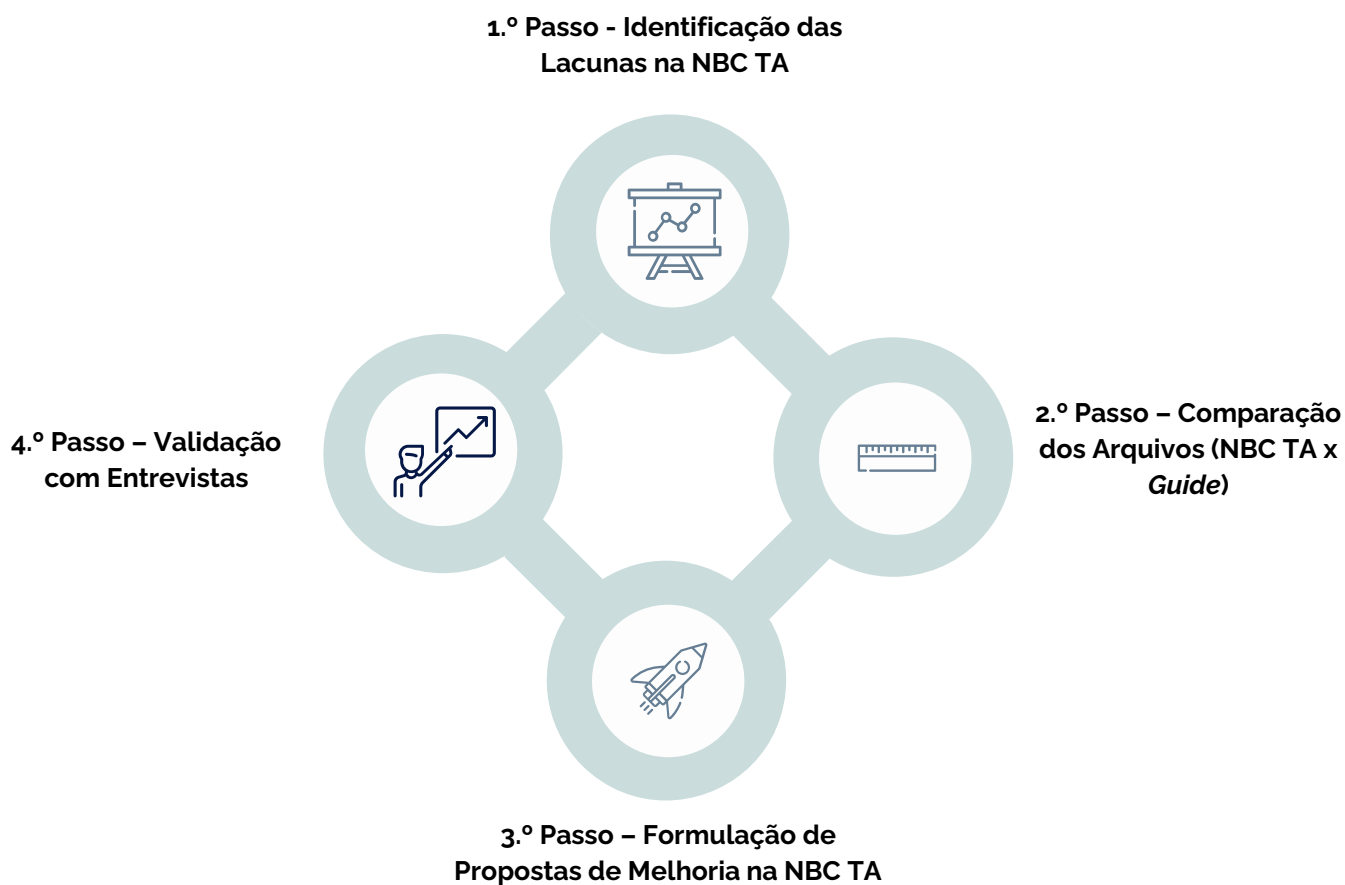 1.º Passo - Identificação das
Lacunas na NBC TA
2.º Passo – Comparação
dos Arquivos (NBC TA x
Guide)
3.º Passo – Formulação de
Propostas de Melhoria na NBC TA
4.º Passo – Validação
com Entrevistas